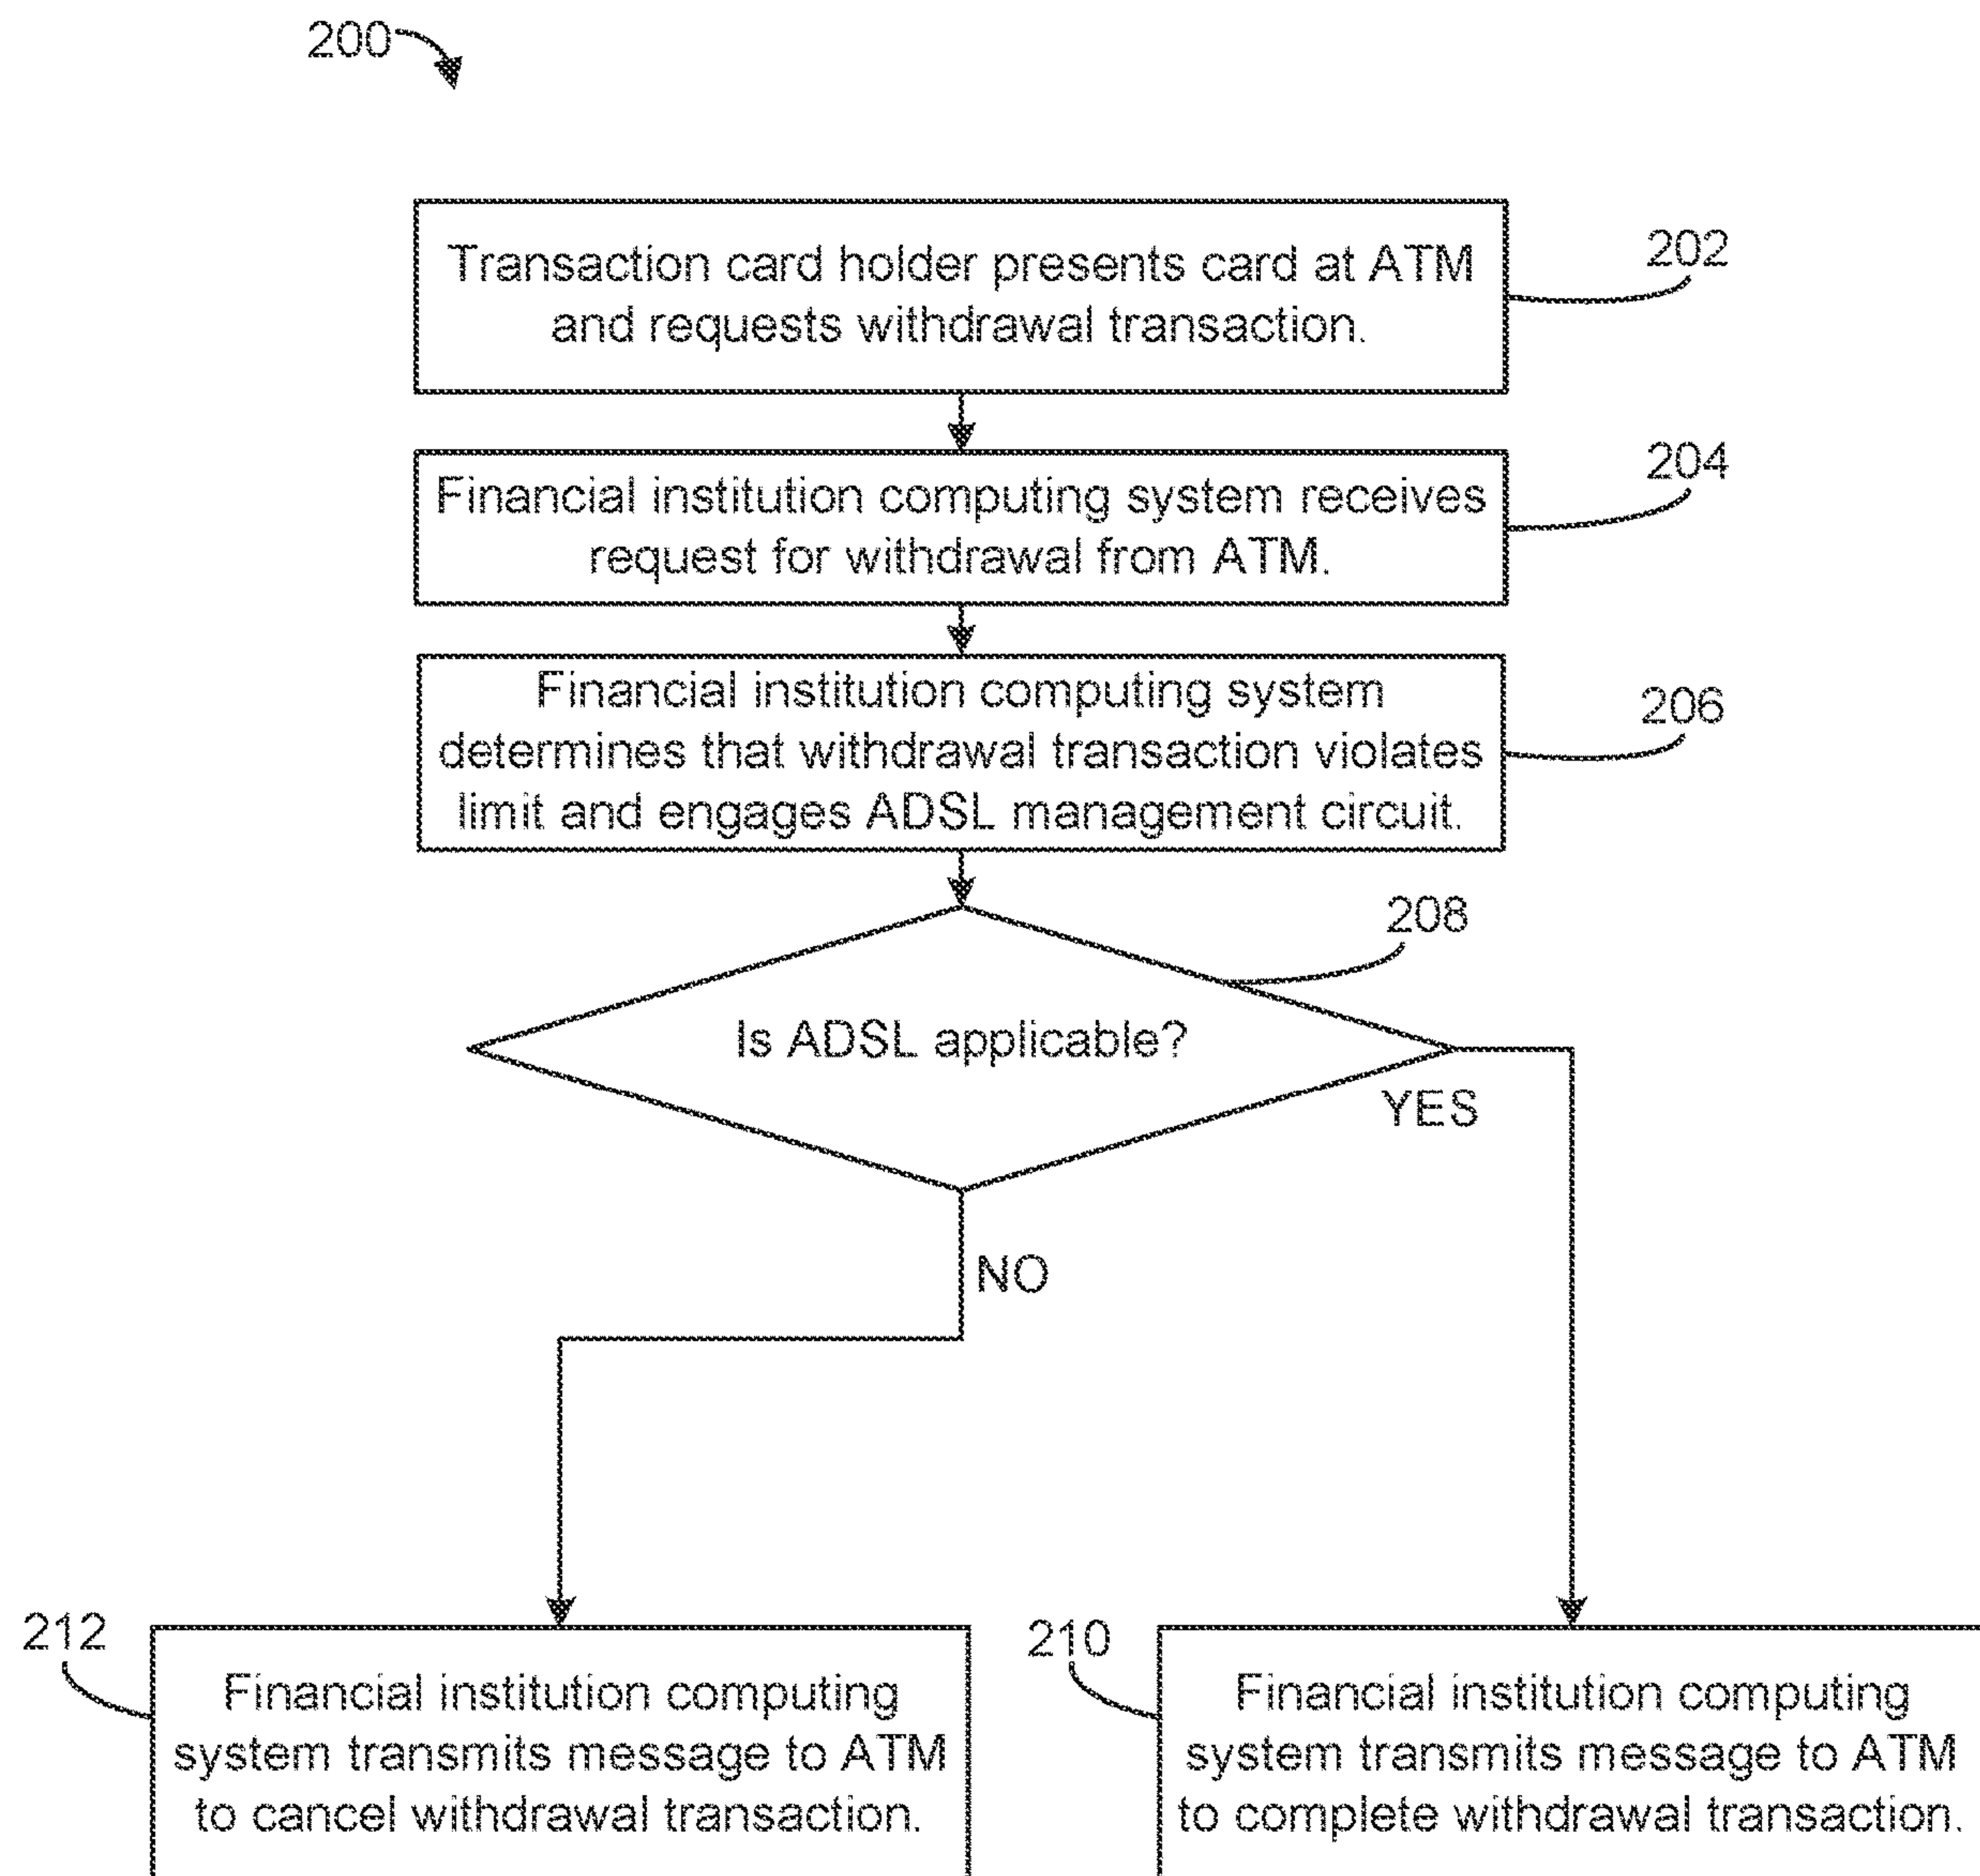 200
Transaction card holder presents card at ATM
and requests withdrawal transaction.
202
Financial institution computing system receives
request for withdrawal from ATM.
204
Financial institution computing system
determines that withdrawal transaction violates
limit and engages ADSL management circuit.
206
208
Is ADSL applicable?
YES
NO
212
Financial institution computing
system transmits message to ATM
to cancel withdrawal transaction.
210
Financial institution computing
system transmits message to ATM
to complete withdrawal transaction.